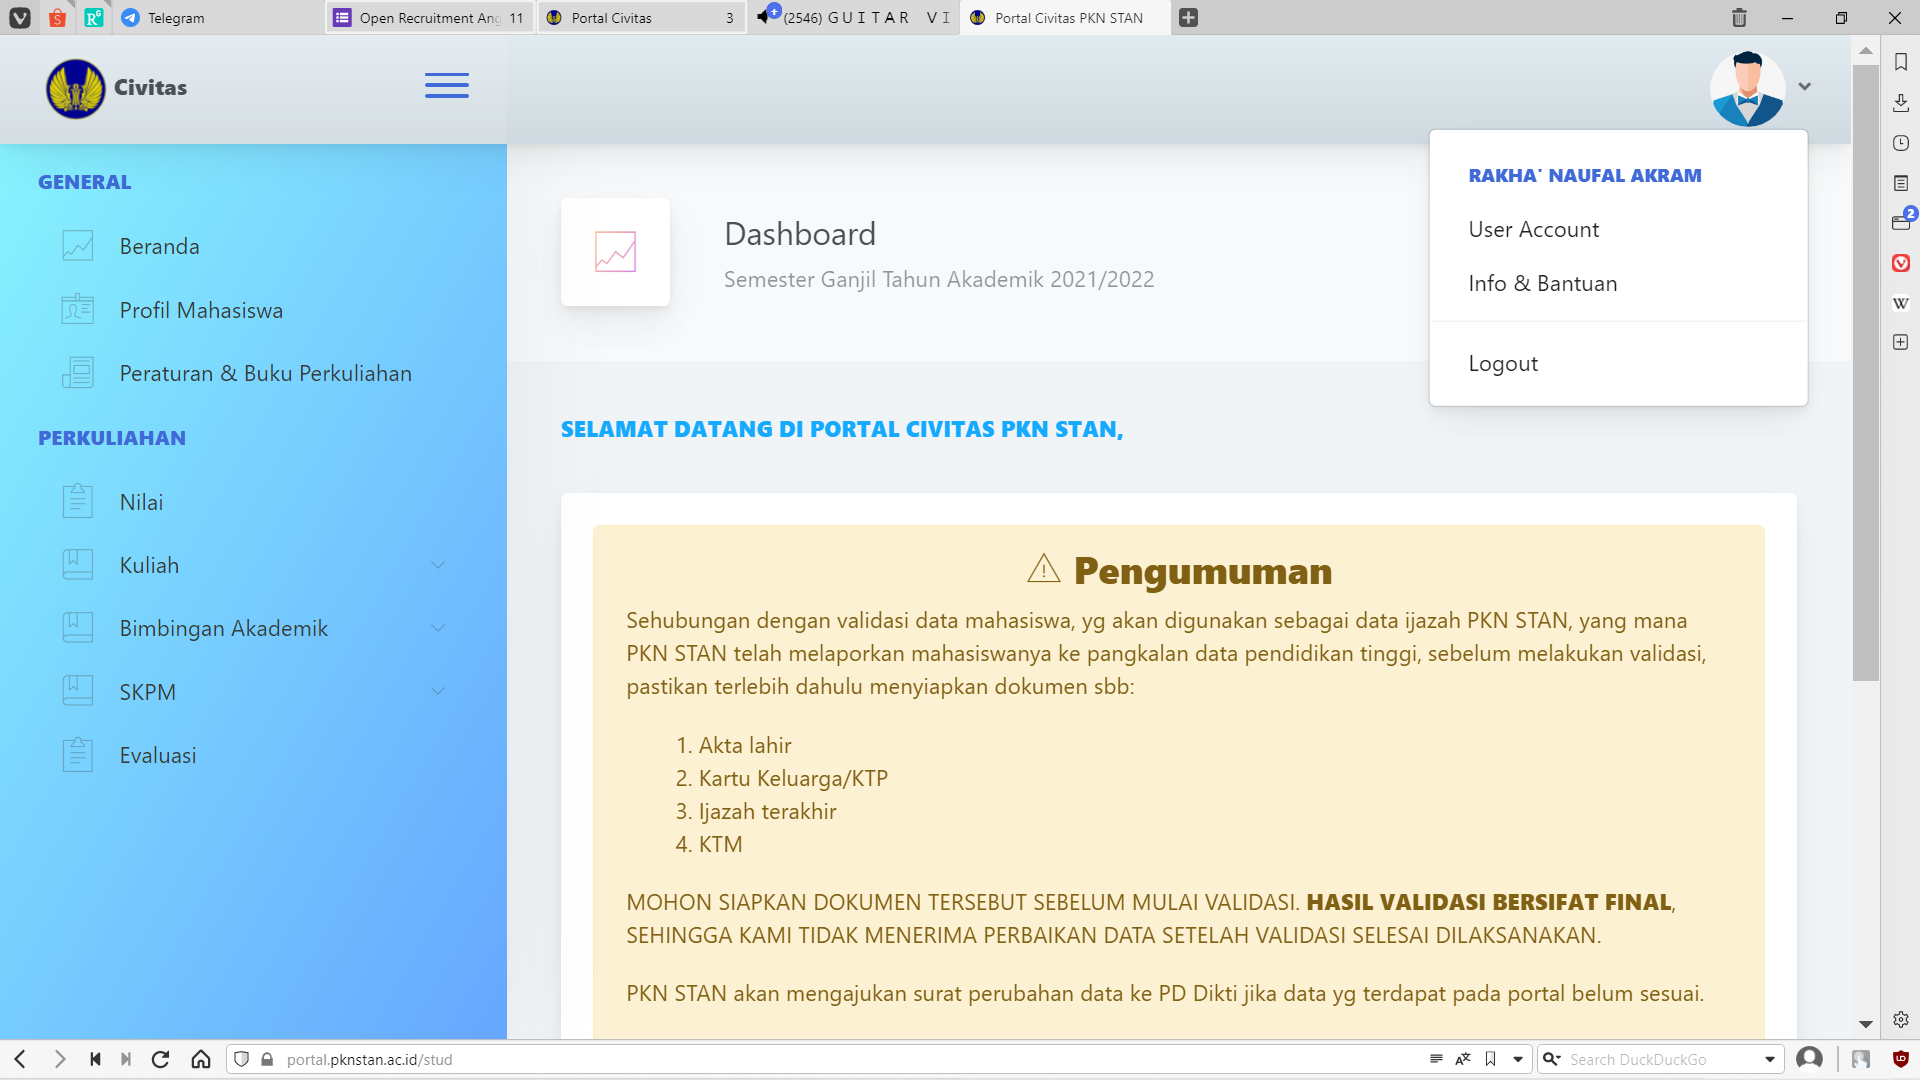 Telegram
Open Recruitment Ang 11
Portal Civitas 3
(2546) G U I T A R V I
Portal Civitas PKN STAN
Civitas
GENERAL
Beranda
Profil Mahasiswa
Peraturan & Buku Perkuliahan
PERKULIAHAN
Nilai
Kuliah
Bimbingan Akademik
SKPM
Evaluasi
Dashboard
Semester Ganjil Tahun Akademik 2021/2022
RAKHA' NAUFAL AKRAM
User Account
Info & Bantuan
Logout
SELAMAT DATANG DI PORTAL CIVITAS PKN STAN,
Pengumuman
Sehubungan dengan validasi data mahasiswa, yg akan digunakan sebagai data ijazah PKN STAN, yang mana
PKN STAN telah melaporkan mahasiswanya ke pangkalan data pendidikan tinggi, sebelum melakukan validasi,
pastikan terlebih dahulu menyiapkan dokumen sbb:
1. Akta lahir
2. Kartu Keluarga/KTP
3. Ijazah terakhir
4. KTM
MOHON SIAPKAN DOKUMEN TERSEBUT SEBELUM MULAI VALIDASI. HASIL VALIDASI BERSIFAT FINAL,
SEHINGGA KAMI TIDAK MENERIMA PERBAIKAN DATA SETELAH VALIDASI SELESAI DILAKSANAKAN.
PKN STAN akan mengajukan surat perubahan data ke PD Dikti jika data yg terdapat pada portal belum sesuai.
2
W
portal.pknstan.ac.id/stud
Search DuckDuckGo